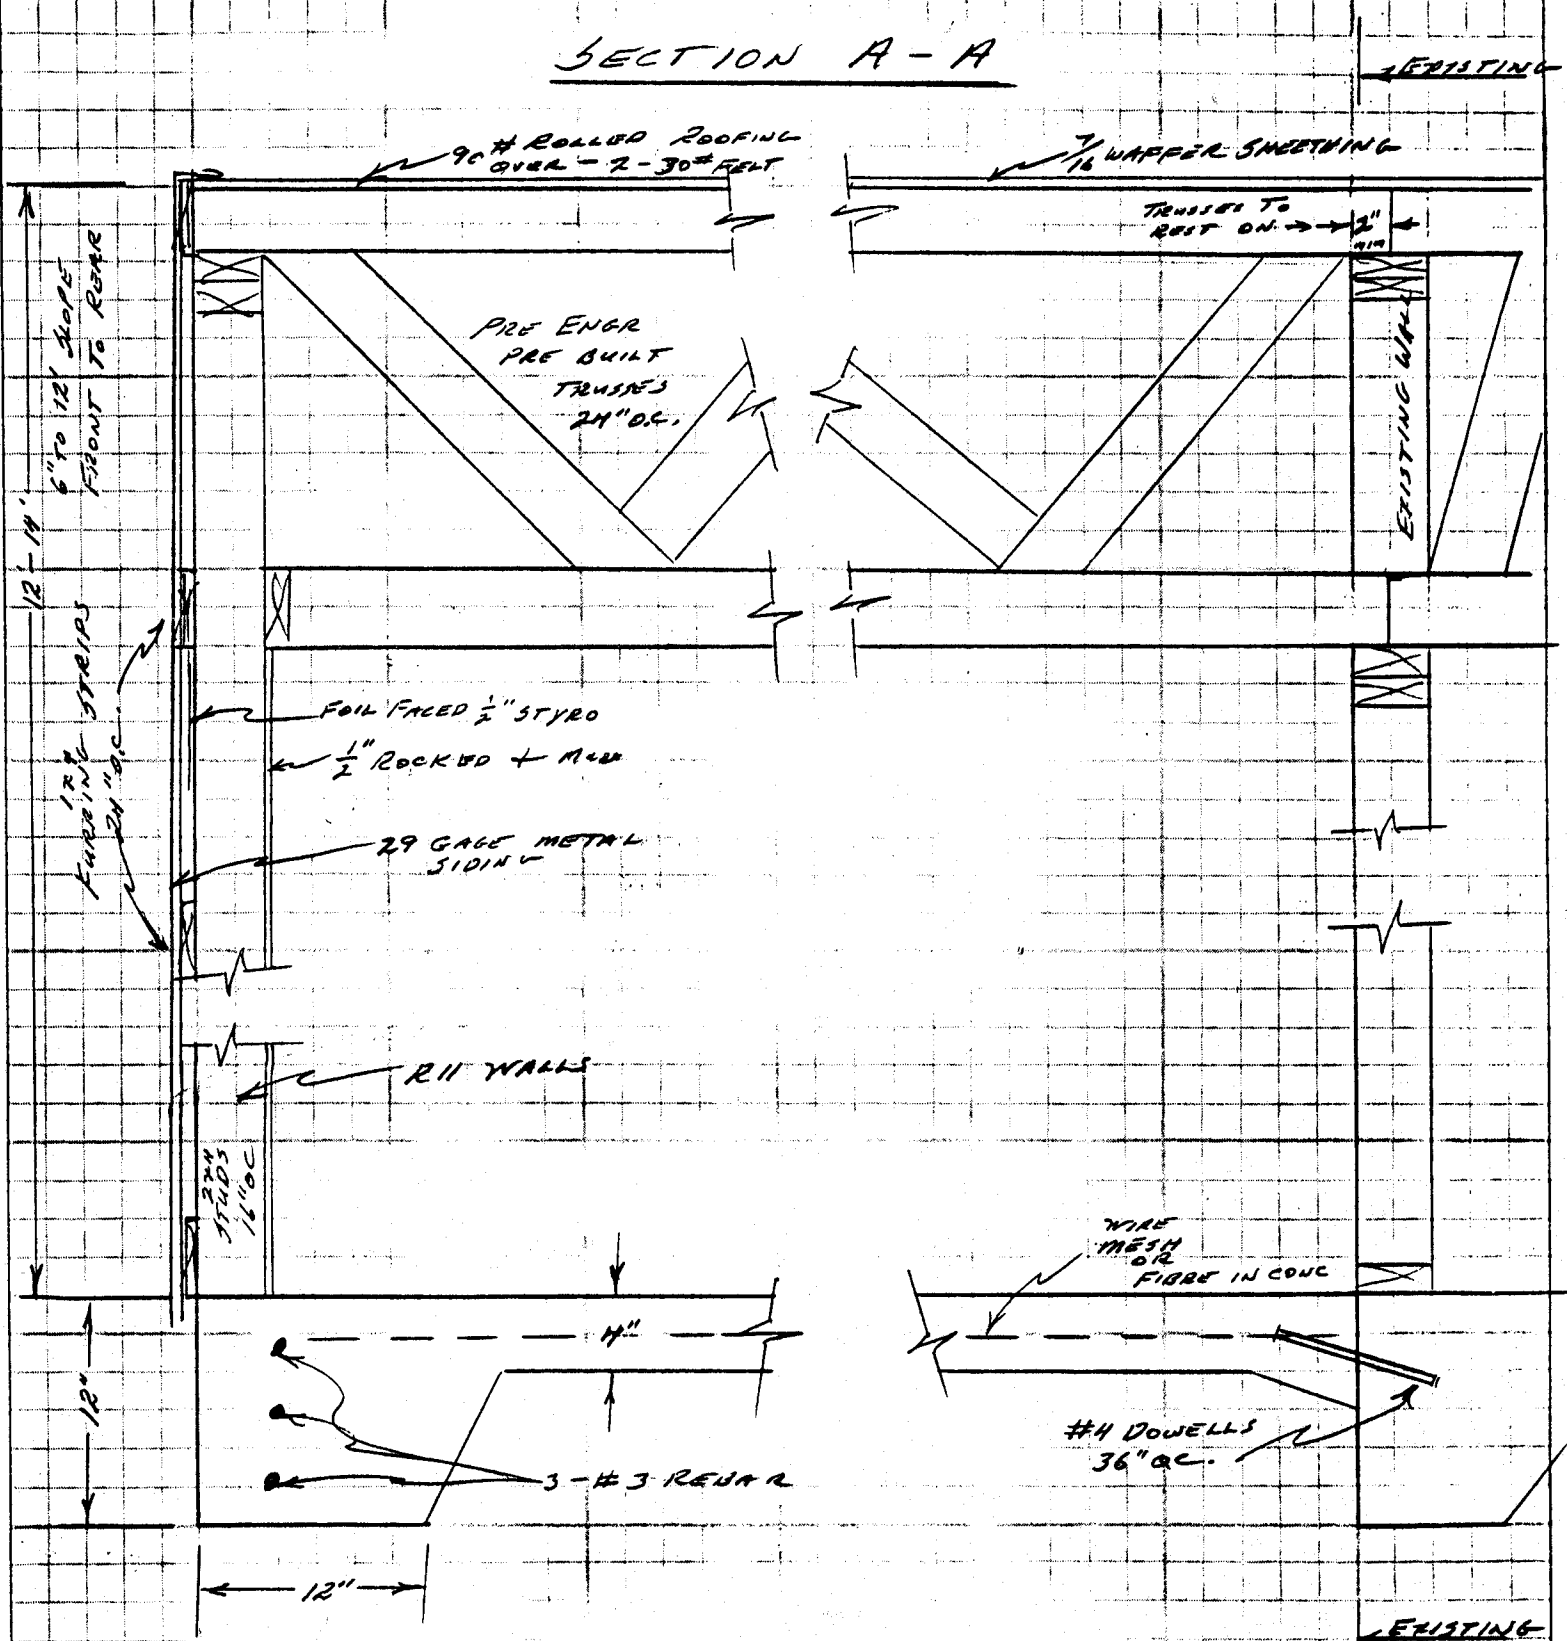 SECTION A - A
EXISTING
90 # ROLLED ROOFING
OVER - 2 - 30# FELT
7/16 WAFFER SHEETHING
TRUSSES TO
REST ON
2"
MIN
6" TO 12' SLOPE
FRONT TO REAR
PRE ENGR
PRE BUILT
TRUSSES
24" O.C.
EXISTING WALL
12'-14'
1x4
FURRING STRIPS
24" O.C.
FOIL FACED 1/2" STYRO
1/2" ROCKED +
29 GAGE METAL
SIDING
R11 WALLS
2x4
STUDS
16" OC
WIRE
MESH
OR
FIBRE IN CONC
4"
12"
#4 DOWELLS
36" OC.
3 - # 3 REBAR
12"
EXISTING